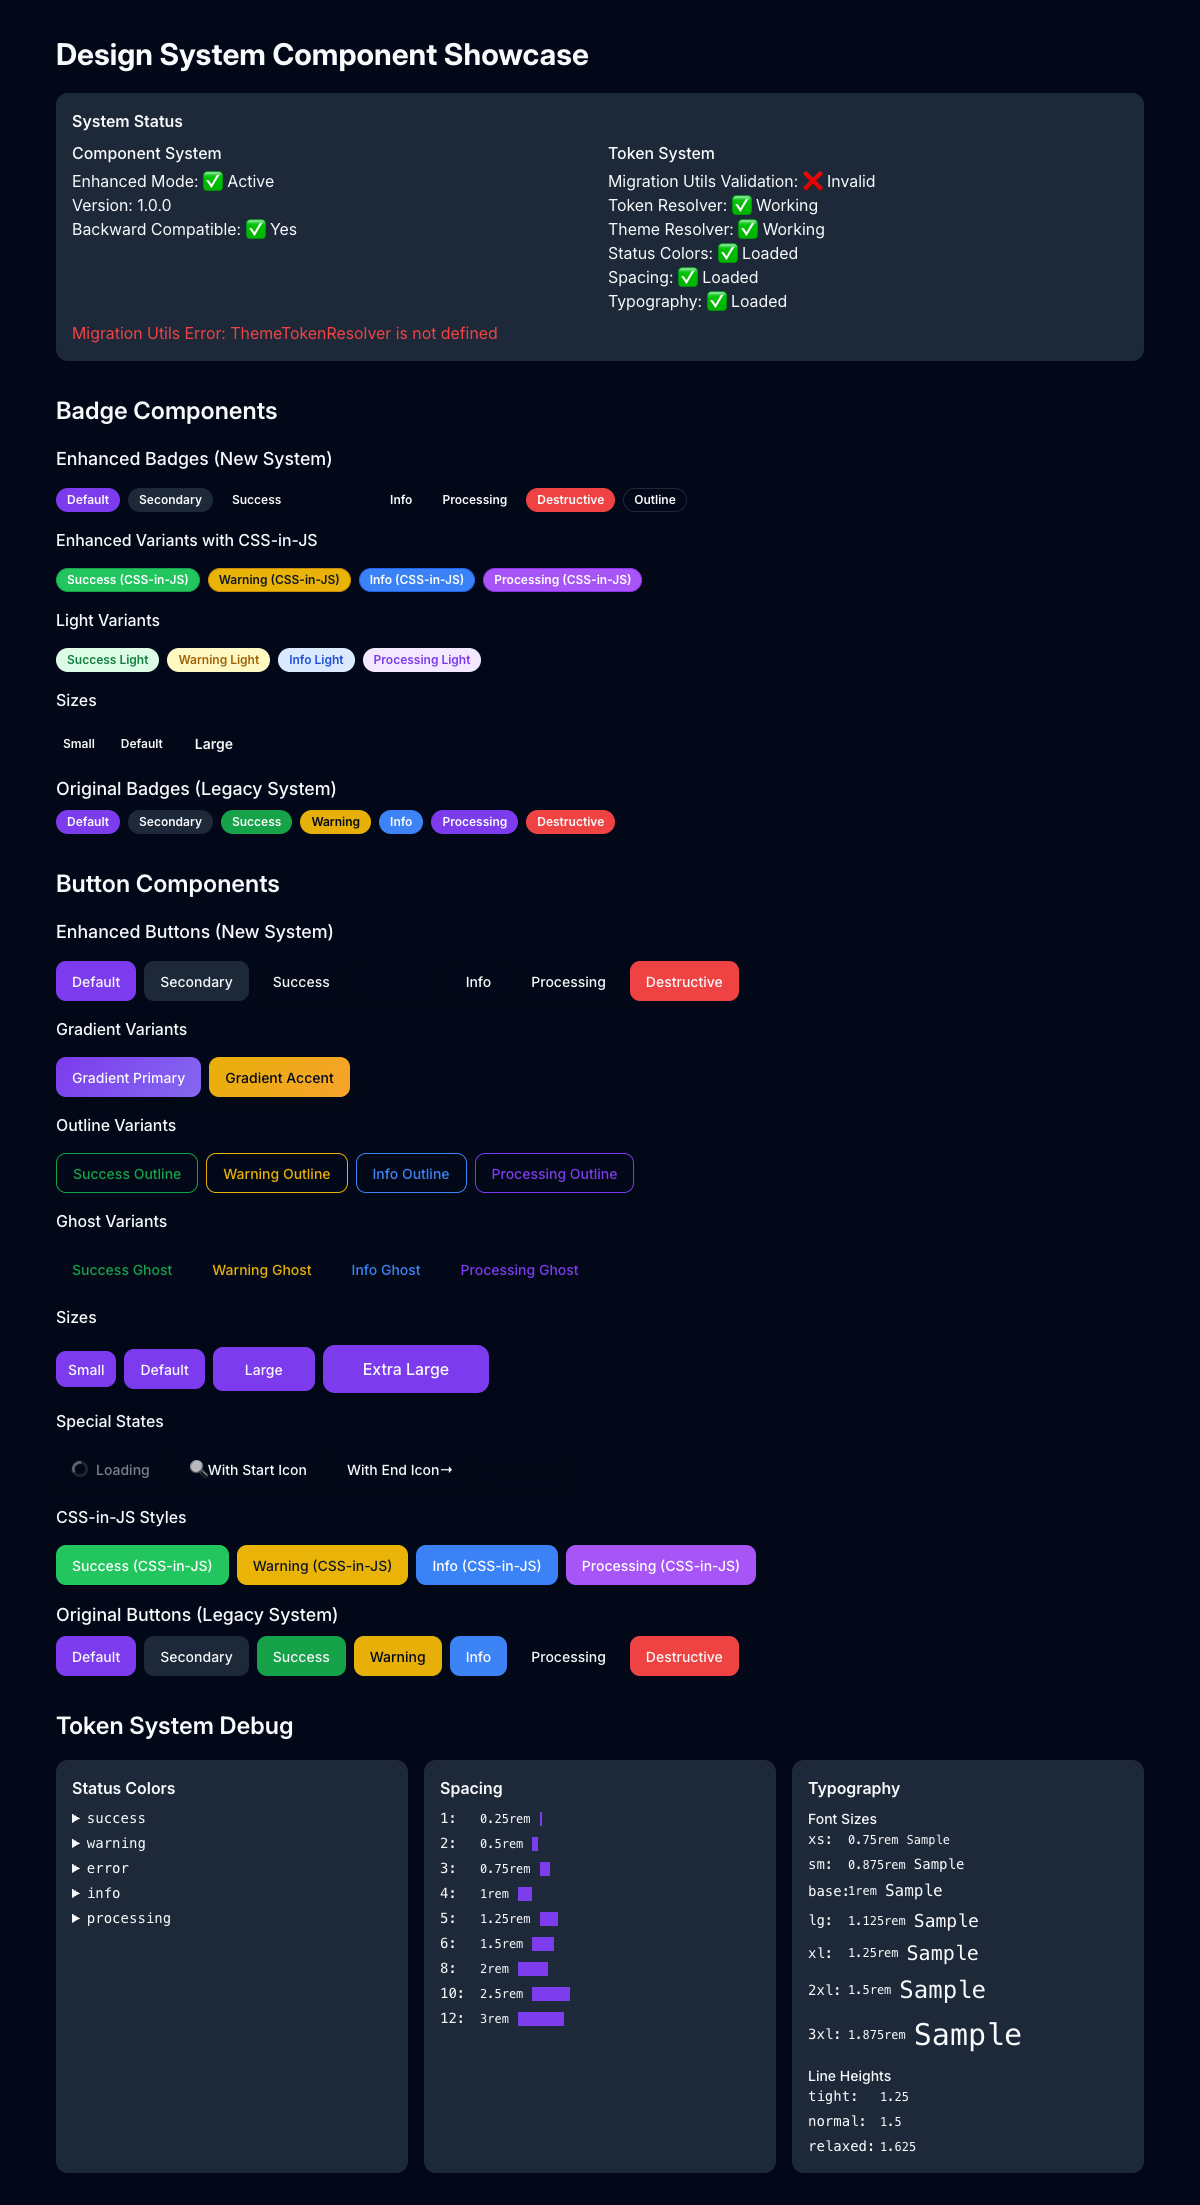 Design System Component Showcase
System Status
Component System
Enhanced Mode: ✅ Active
Version: 1.0.0
Backward Compatible: ✅ Yes
Token System
Migration Utils Validation: ❌ Invalid
Token Resolver: ✅ Working
Theme Resolver: ✅ Working
Status Colors: ✅ Loaded
Spacing: ✅ Loaded
Typography: ✅ Loaded
Migration Utils Error: ThemeTokenResolver is not defined
Badge Components
Enhanced Badges (New System)
Default Secondary Success Info Processing Destructive Outline
Enhanced Variants with CSS-in-JS
Success (CSS-in-JS) Warning (CSS-in-JS) Info (CSS-in-JS) Processing (CSS-in-JS)
Light Variants
Success Light Warning Light Info Light Processing Light
Sizes
Small Default Large
Original Badges (Legacy System)
Default Secondary Success Warning Info Processing Destructive
Button Components
Enhanced Buttons (New System)
Default Secondary Success Info Processing Destructive
Gradient Variants
Gradient Primary Gradient Accent
Outline Variants
Success Outline Warning Outline Info Outline Processing Outline
Ghost Variants
Success Ghost Warning Ghost Info Ghost Processing Ghost
Sizes
Small Default Large Extra Large
Special States
Loading 🔍With Start Icon With End Icon→
CSS-in-JS Styles
Success (CSS-in-JS) Warning (CSS-in-JS) Info (CSS-in-JS) Processing (CSS-in-JS)
Original Buttons (Legacy System)
Default Secondary Success Warning Info Processing Destructive
Token System Debug
Status Colors
▶ success
▶ warning
▶ error
▶ info
▶ processing
Spacing
1: 0.25rem
2: 0.5rem
3: 0.75rem
4: 1rem
5: 1.25rem
6: 1.5rem
8: 2rem
10: 2.5rem
12: 3rem
Typography
Font Sizes
xs: 0.75rem Sample
sm: 0.875rem Sample
base: 1rem Sample
lg: 1.125rem Sample
xl: 1.25rem Sample
2xl: 1.5rem Sample
3xl: 1.875rem Sample
Line Heights
tight: 1.25
normal: 1.5
relaxed: 1.625